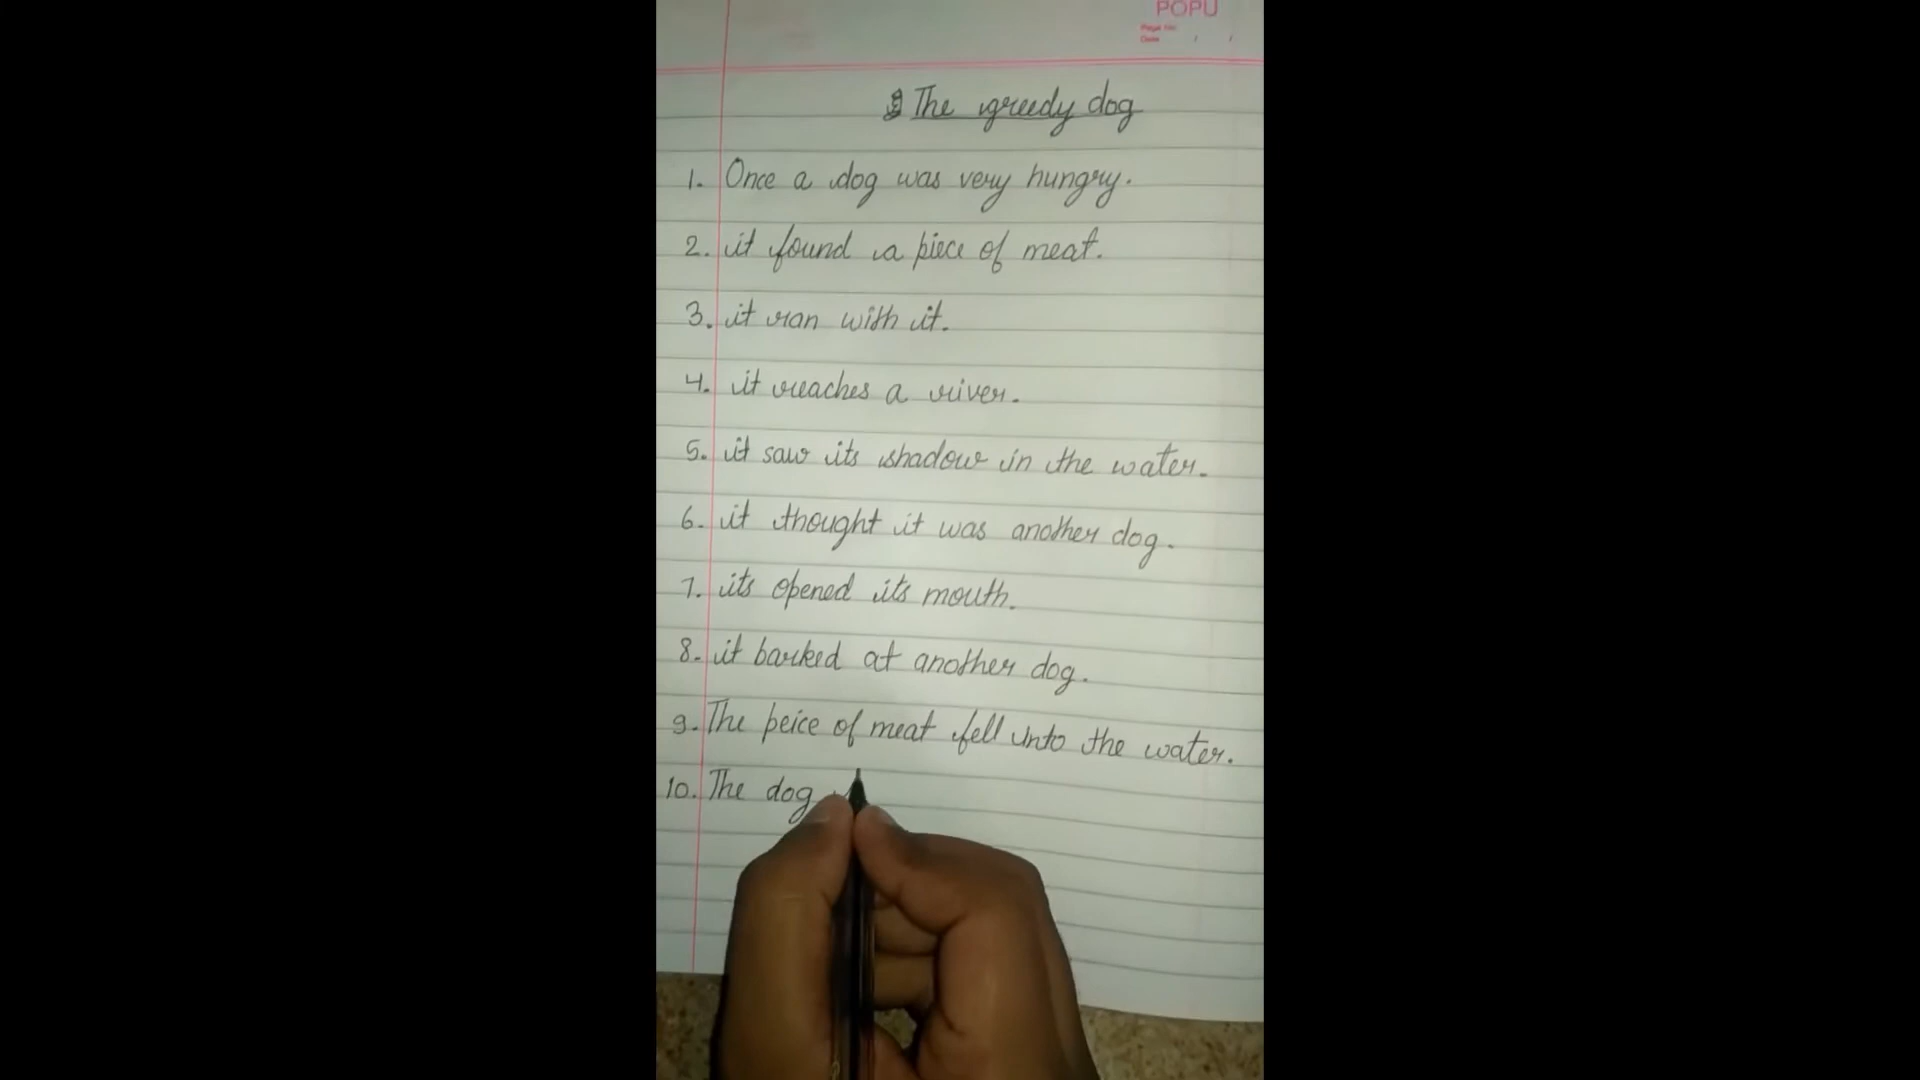 POPU
Page No.
Date / /
The greedy dog
1. Once a dog was very hungry.
2. it found a piece of meat.
3. it ran with it.
4. it reaches a river.
5. it saw its shadow in the water.
6. it thought it was another dog.
7. its opened its mouth.
8. it barked at another dog.
9. The peice of meat fell into the water.
10. The dog